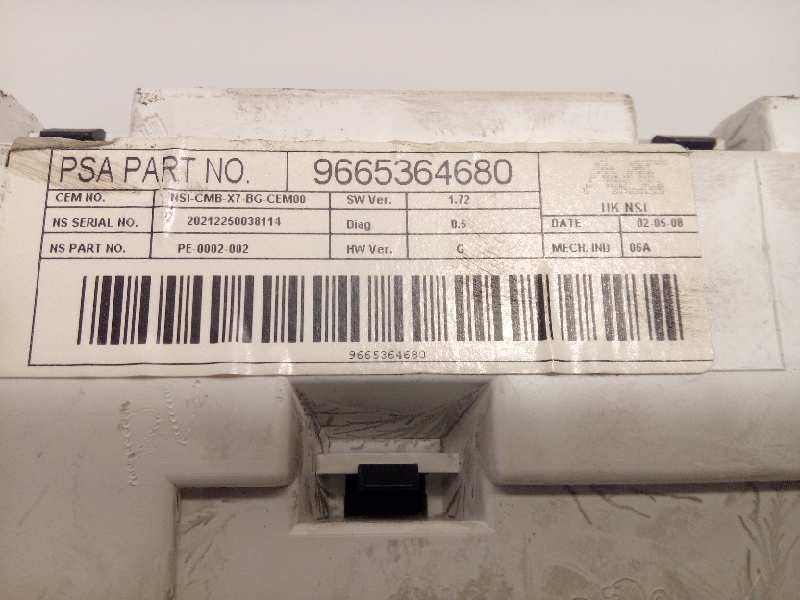 PSA PART NO. 9665364680
CEM NO. NSI-CMB-X7-BG-CEM00 SW Ver. 1.72
UK NSI
NS SERIAL NO. 20212250038114 Diag 0.5 DATE 02-05-08
NS PART NO. PE-0002-002 HW Ver. G MECH. IND 06A
9665364680